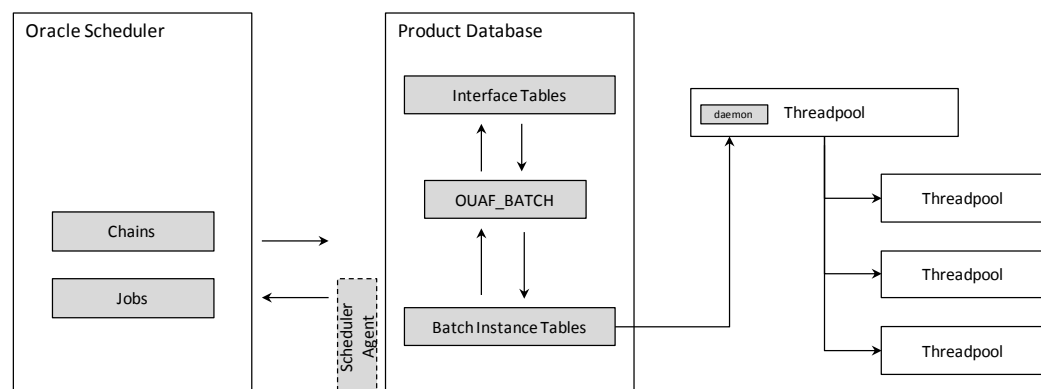 Oracle Scheduler
Chains
Jobs
Scheduler
Agent
Product Database
Interface Tables
OUAF_BATCH
Batch Instance Tables
daemon
Threadpool
Threadpool
Threadpool
Threadpool